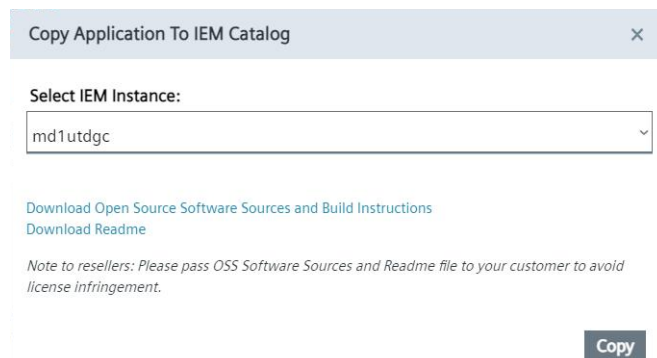 Copy Application To IEM Catalog
Select IEM Instance:
md1utdgc
Download Open Source Software Sources and Build Instructions
Download Readme
Note to resellers: Please pass OSS Software Sources and Readme file to your customer to avoid
license infringement.
Copy